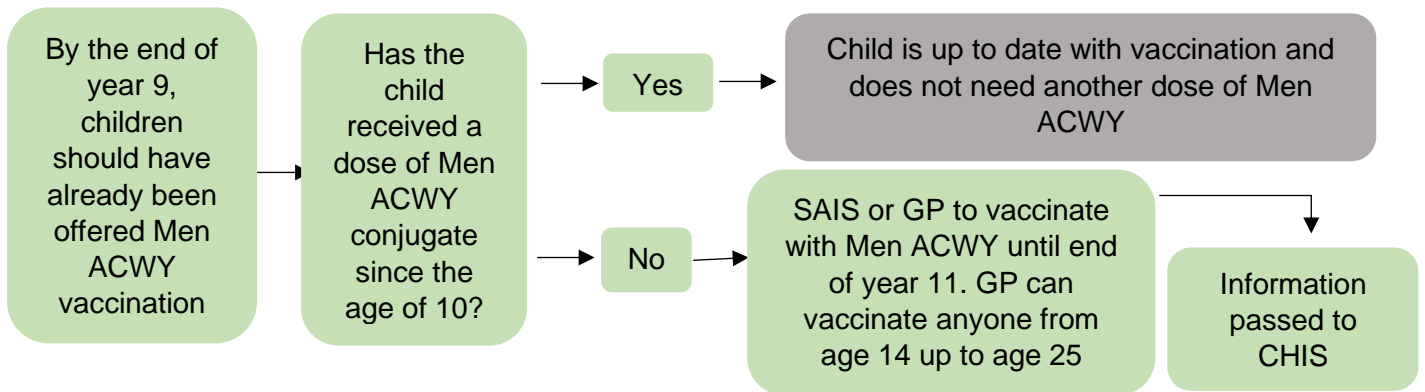 By the end of
year 9,
children
should have
already been
offered Men
ACWY
vaccination
Has the
child
received a
dose of Men
ACWY
conjugate
since the
age of 10?
Yes
Child is up to date with vaccination and
does not need another dose of Men
ACWY
No
SAIS or GP to vaccinate
with Men ACWY until end
of year 11. GP can
vaccinate anyone from
age 14 up to age 25
Information
passed to
CHIS